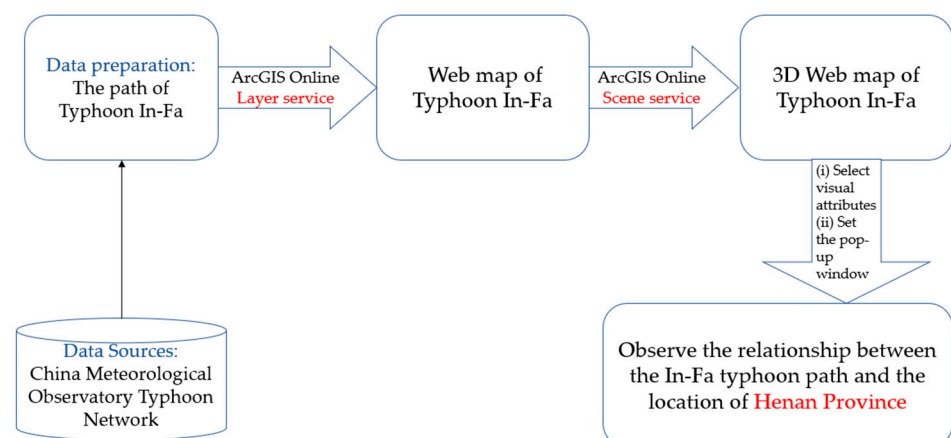 Data preparation:
The path of
Typhoon In-Fa
ArcGIS Online
Layer service
Web map of
Typhoon In-Fa
ArcGIS Online
Scene service
3D Web map of
Typhoon In-Fa
(i) Select
visual
attributes
(ii) Set
the pop-
up
window
Data Sources:
China Meteorological
Observatory Typhoon
Network
Observe the relationship between
the In-Fa typhoon path and the
location of Henan Province